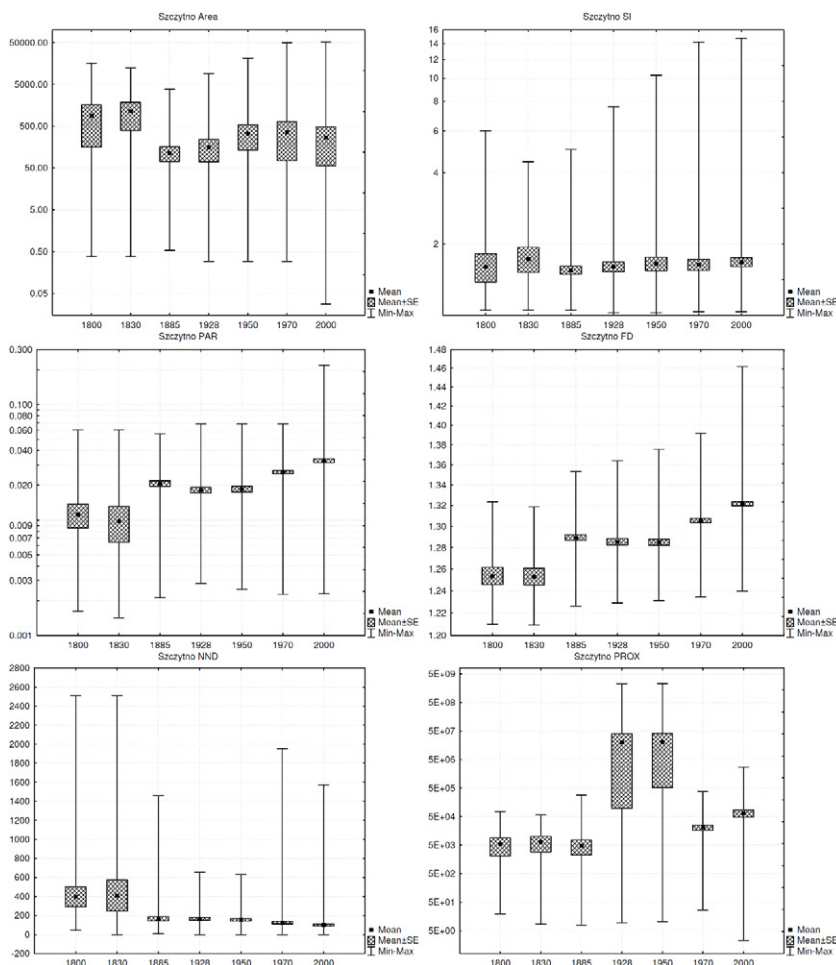 Szczytno Area
50000.00
5000.00
500.00
50.00
5.00
0.50
0.05
1800 1830 1885 1928 1950 1970 2000
Mean
Mean±SE
Min-Max
Szczytno SI
16
14
12
10
8
6
4
2
1800 1830 1885 1928 1950 1970 2000
Mean
Mean±SE
Min-Max
Szczytno PAR
0.300
0.100
0.080
0.060
0.040
0.020
0.009
0.007
0.005
0.003
0.001
1800 1830 1885 1928 1950 1970 2000
Mean
Mean±SE
Min-Max
Szczytno FD
1.48
1.46
1.44
1.42
1.40
1.38
1.36
1.34
1.32
1.30
1.28
1.26
1.24
1.22
1.20
1800 1830 1885 1928 1950 1970 2000
Mean
Mean±SE
Min-Max
Szczytno NND
2800
2600
2400
2200
2000
1800
1600
1400
1200
1000
800
600
400
200
0
-200
1800 1830 1885 1928 1950 1970 2000
Mean
Mean±SE
Min-Max
Szczytno PROX
5E+09
5E+08
5E+07
5E+06
5E+05
5E+04
5E+03
5E+02
5E+01
5E+00
1800 1830 1885 1928 1950 1970 2000
Mean
Mean±SE
Min-Max